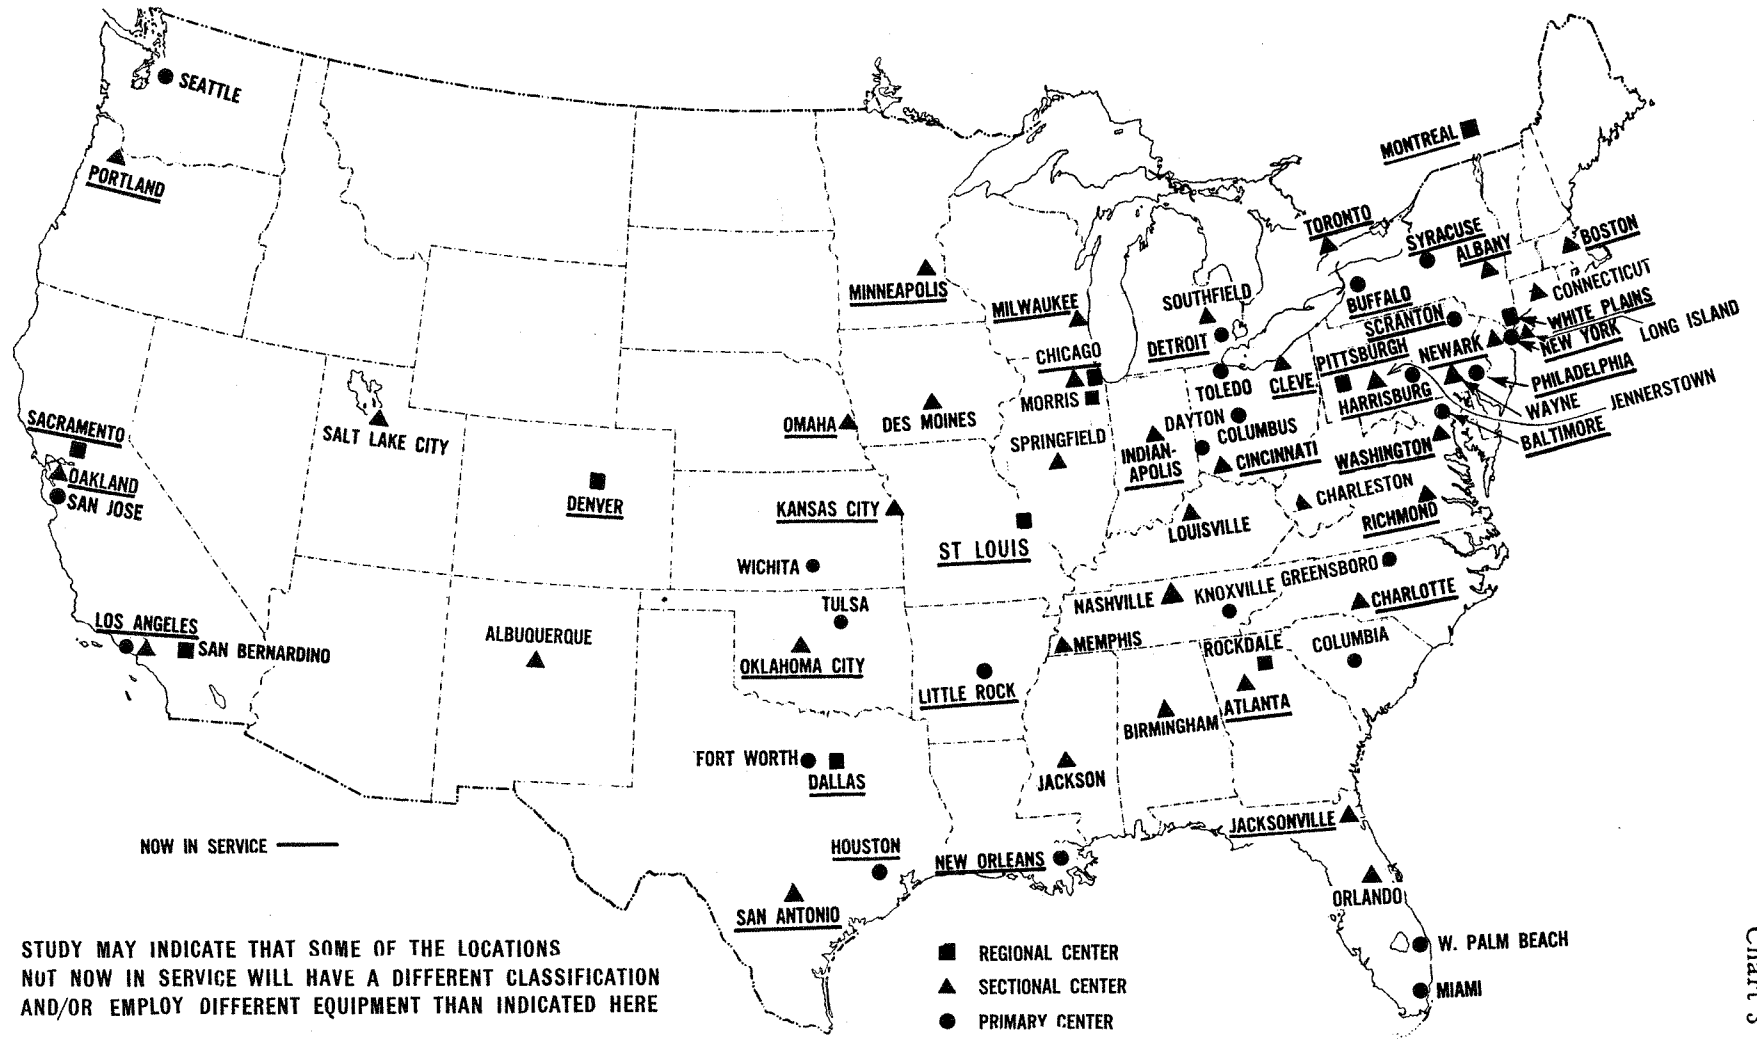 SEATTLE
PORTLAND
MONTREAL
TORONTO
SYRACUSE
ALBANY
BOSTON
MINNEAPOLIS
MILWAUKEE
SOUTHFIELD
BUFFALO
CONNECTICUT
SCRANTON
WHITE PLAINS
LONG ISLAND
DETROIT
CHICAGO
PITTSBURGH
NEWARK
NEW YORK
TOLEDO
CLEVE.
PHILADELPHIA
MORRIS
HARRISBURG
WAYNE
JENNERSTOWN
SACRAMENTO
SALT LAKE CITY
OMAHA
DES MOINES
SPRINGFIELD
DAYTON
COLUMBUS
BALTIMORE
INDIAN-
APOLIS
CINCINNATI
WASHINGTON
OAKLAND
SAN JOSE
DENVER
KANSAS CITY
CHARLESTON
RICHMOND
LOUISVILLE
ST LOUIS
WICHITA
TULSA
NASHVILLE
KNOXVILLE
GREENSBORO
CHARLOTTE
LOS ANGELES
SAN BERNARDINO
ALBUQUERQUE
OKLAHOMA CITY
MEMPHIS
ROCKDALE
COLUMBIA
LITTLE ROCK
BIRMINGHAM
ATLANTA
FORT WORTH
DALLAS
JACKSON
JACKSONVILLE
NOW IN SERVICE
HOUSTON
NEW ORLEANS
SAN ANTONIO
ORLANDO
W. PALM BEACH
MIAMI
STUDY MAY INDICATE THAT SOME OF THE LOCATIONS
NOT NOW IN SERVICE WILL HAVE A DIFFERENT CLASSIFICATION
AND/OR EMPLOY DIFFERENT EQUIPMENT THAN INDICATED HERE
REGIONAL CENTER
SECTIONAL CENTER
PRIMARY CENTER
Chart 3